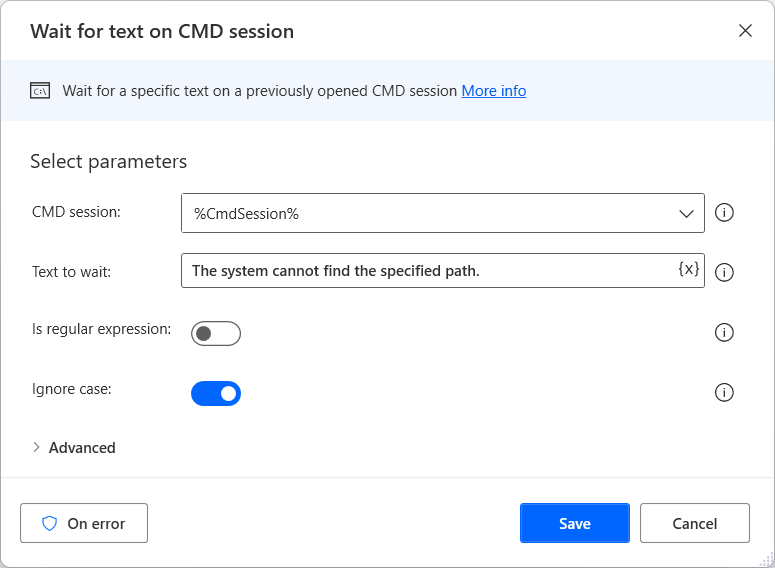 Wait for text on CMD session
C:\ Wait for a specific text on a previously opened CMD session More info
Select parameters
CMD session: %CmdSession%
Text to wait: The system cannot find the specified path. {x}
Is regular expression:
Ignore case:
Advanced
On error Save Cancel